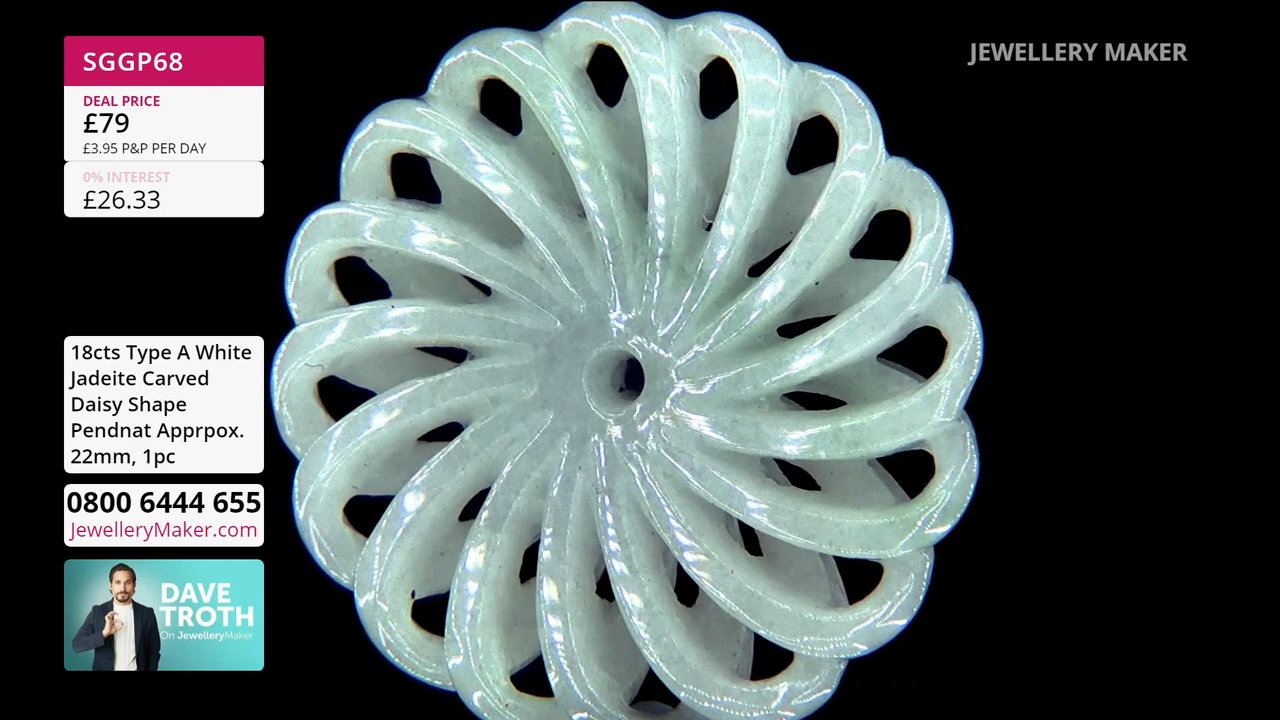 SGGP68
DEAL PRICE
£79
£3.95 P&P PER DAY
0% INTEREST
£26.33
18cts Type A White
Jadeite Carved
Daisy Shape
Pendnat Apprpox.
22mm, 1pc
0800 6444 655
JewelleryMaker.com
DAVE
TROTH
On JewelleryMaker
JEWELLERY MAKER